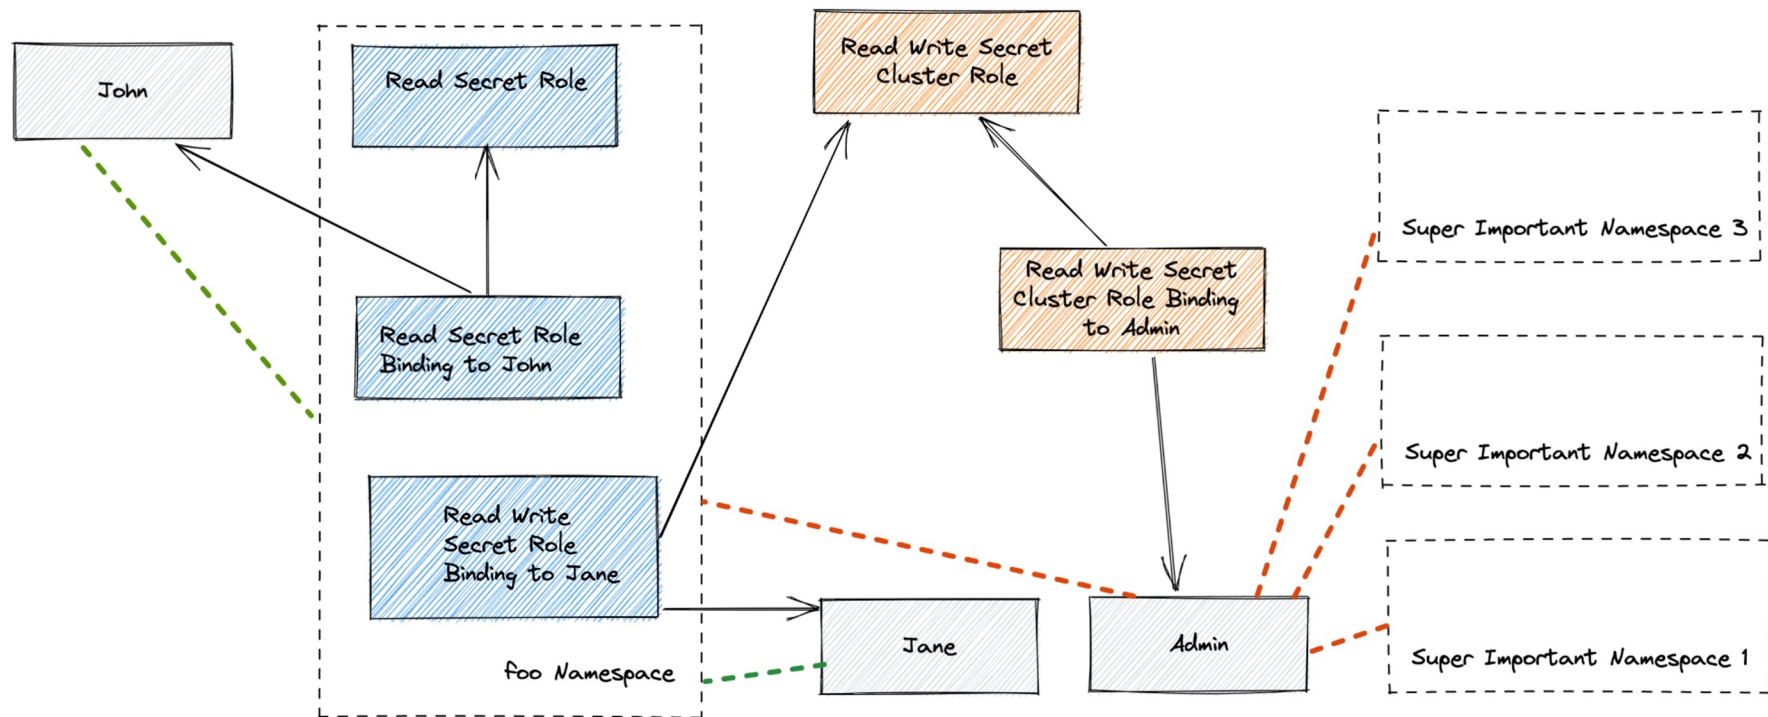 John
Read Secret Role
Read Write Secret
Cluster Role
Read Secret Role
Binding to John
Read Write Secret
Cluster Role Binding
to Admin
Super Important Namespace 3
Super Important Namespace 2
Read Write
Secret Role
Binding to Jane
foo Namespace
Jane
Admin
Super Important Namespace 1